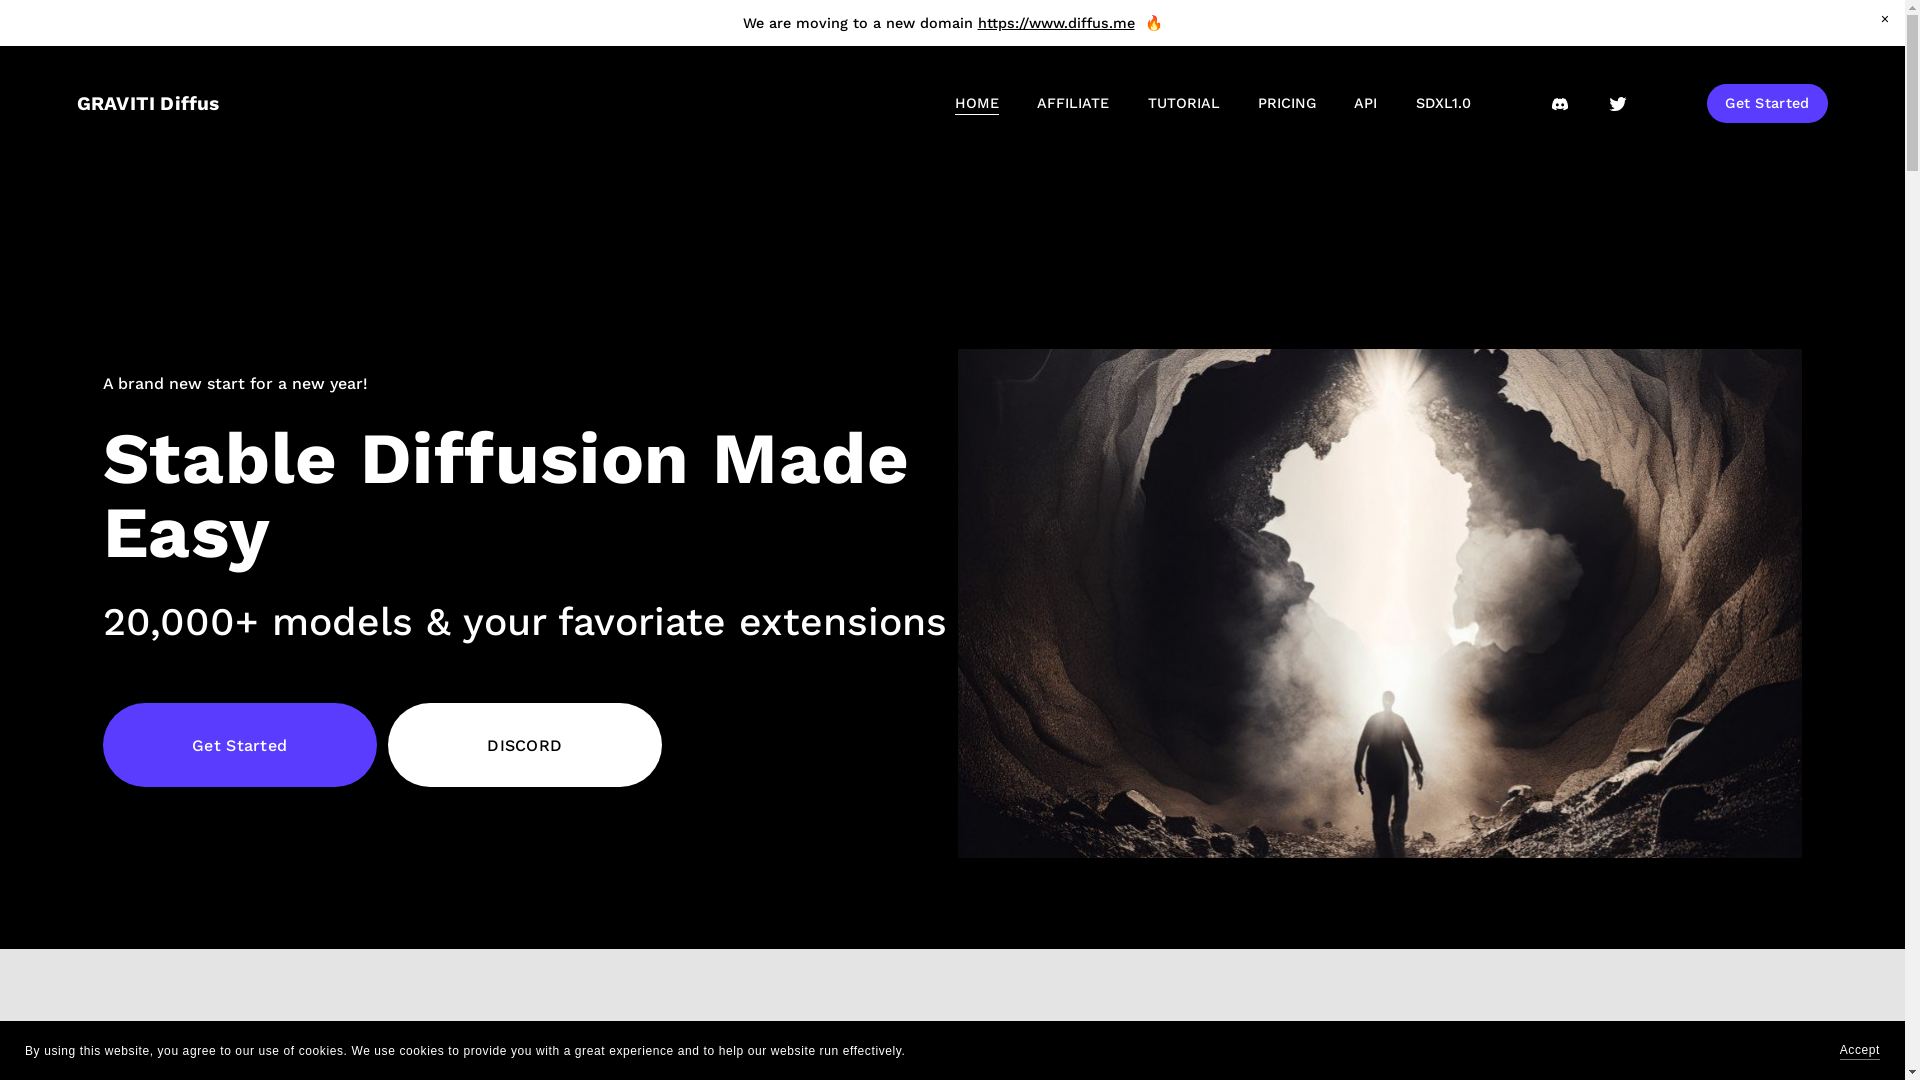 We are moving to a new domain https://www.diffus.me 🔥
×
GRAVITI Diffus
HOME AFFILIATE TUTORIAL PRICING API SDXL1.0 Get Started
A brand new start for a new year!
Stable Diffusion Made
Easy
20,000+ models & your favoriate extensions
Get Started DISCORD
By using this website, you agree to our use of cookies. We use cookies to provide you with a great experience and to help our website run effectively.
Accept